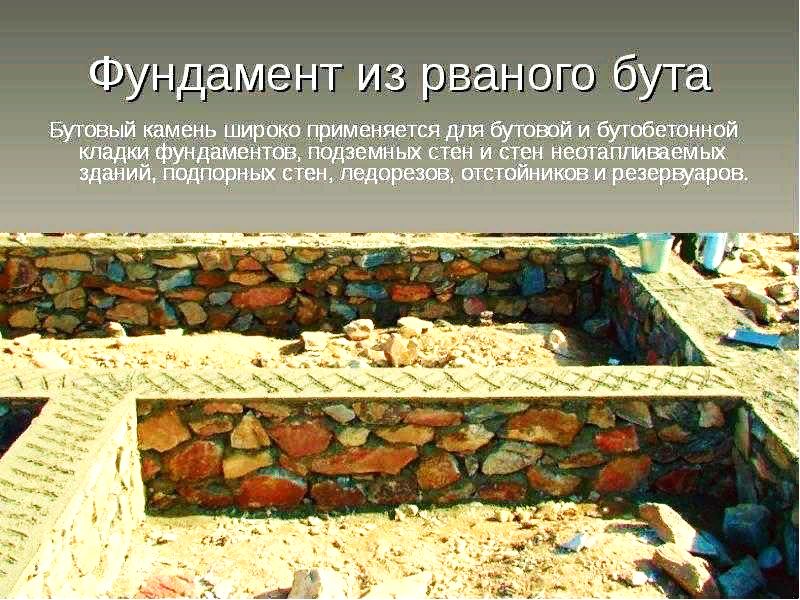 Фундамент из рваного бута
Бутовый камень широко применяется для бутовой и бутобетонной
кладки фундаментов, подземных стен и стен неотапливаемых
зданий, подпорных стен, ледорезов, отстойников и резервуаров.